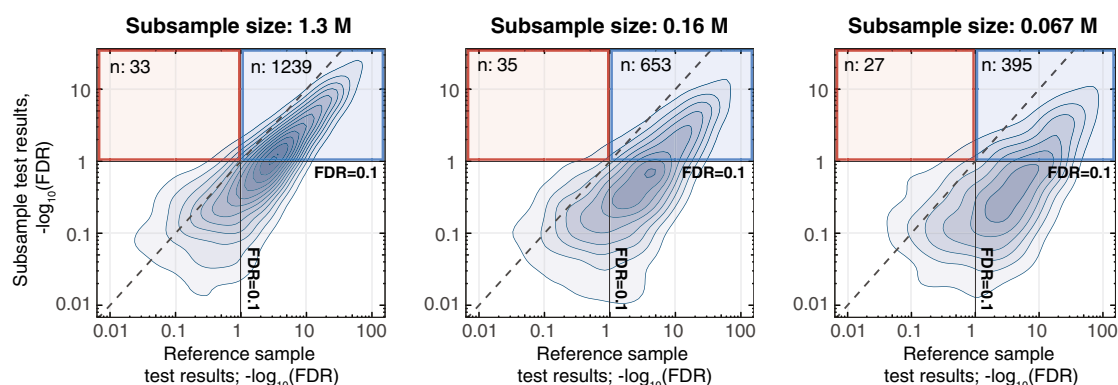 Subsample size: 1.3 M
Subsample size: 0.16 M
Subsample size: 0.067 M
Subsample test results,
-log10(FDR)
n: 33
n: 1239
10
1
0.1
0.01
FDR=0.1
FDR=0.1
0.01
0.1
1
10
100
Reference sample
test results; -log10(FDR)
n: 35
n: 653
10
1
0.1
0.01
FDR=0.1
FDR=0.1
0.01
0.1
1
10
100
Reference sample
test results; -log10(FDR)
n: 27
n: 395
10
1
0.1
0.01
FDR=0.1
FDR=0.1
0.01
0.1
1
10
100
Reference sample
test results; -log10(FDR)